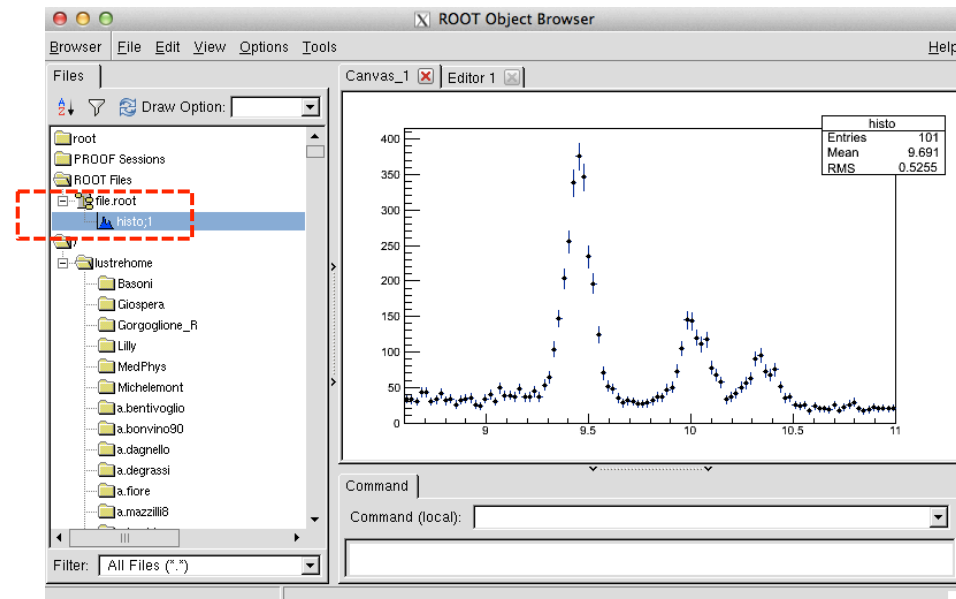 X ROOT Object Browser
Browser File Edit View Options Tools Help
Files
Draw Option:
root
PROOF Sessions
ROOT Files
file.root
histo;1
/
lustrehome
Basoni
Giospera
Gorgoglione_R
Lilly
MedPhys
Michelemont
a.bentivoglio
a.bonvino90
a.dagnello
a.degrassi
a.fiore
a.mazzilli8
Filter: All Files (*.*)
Canvas_1 Editor 1
histo
Entries 101
Mean 9.691
RMS 0.5255
400
350
300
250
200
150
100
50
0
9 9.5 10 10.5 11
Command
Command (local):